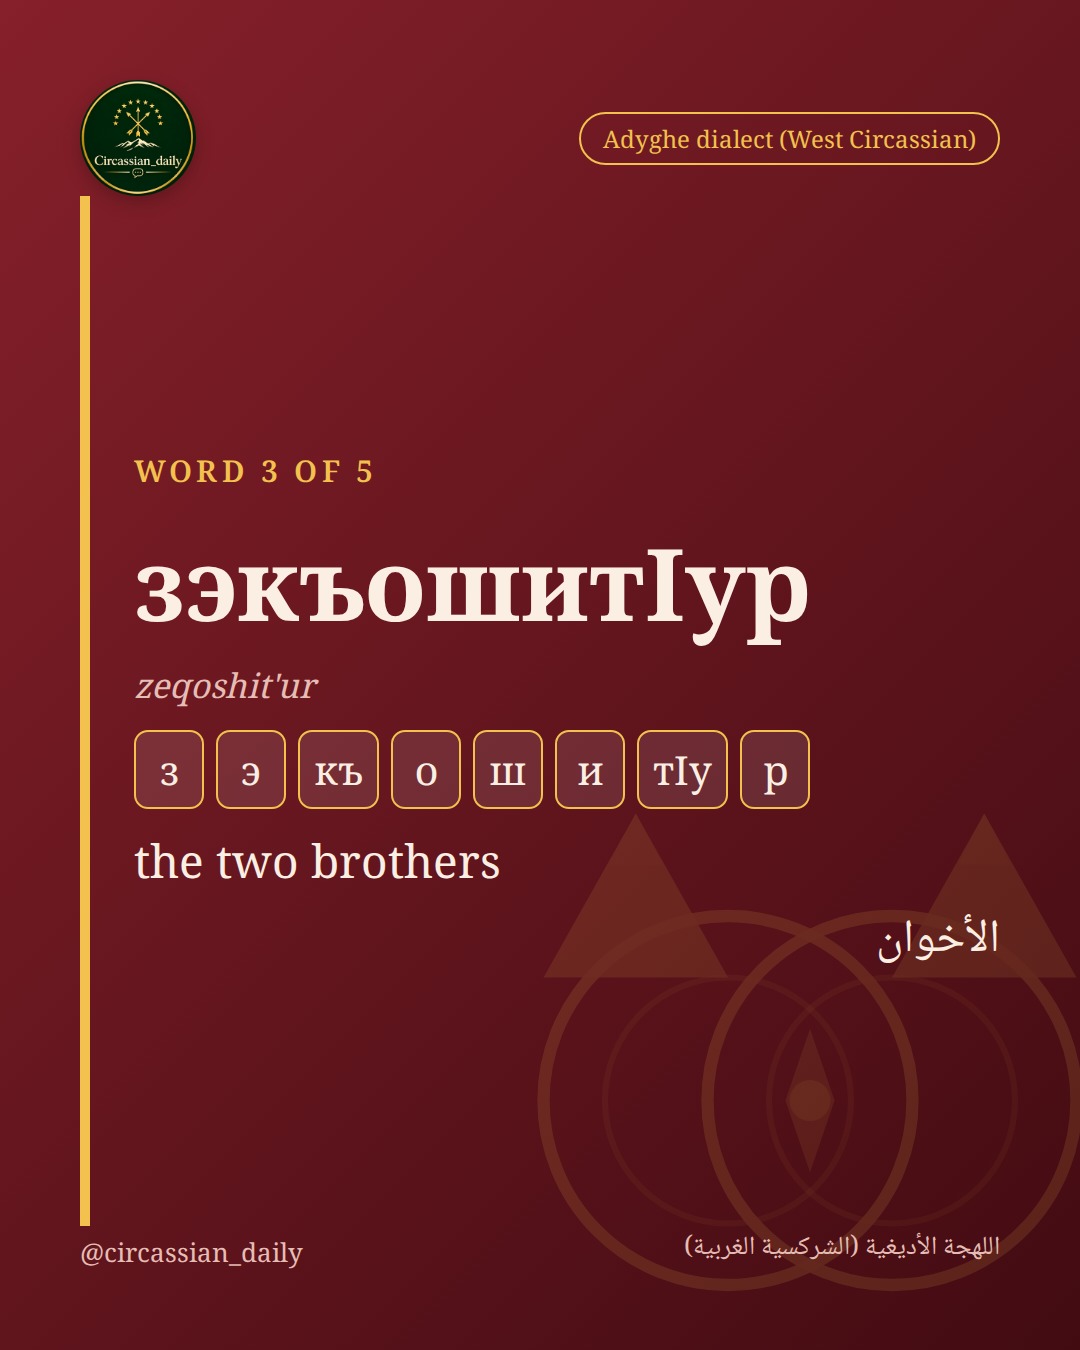 Circassian_daily
Adyghe dialect (West Circassian)
WORD 3 OF 5
зэкъошитӀур
zeqoshit'ur
з э къ о ш и тӀу р
the two brothers
الأخوان
@circassian_daily
اللهجة الأديغية (الشركسية الغربية)